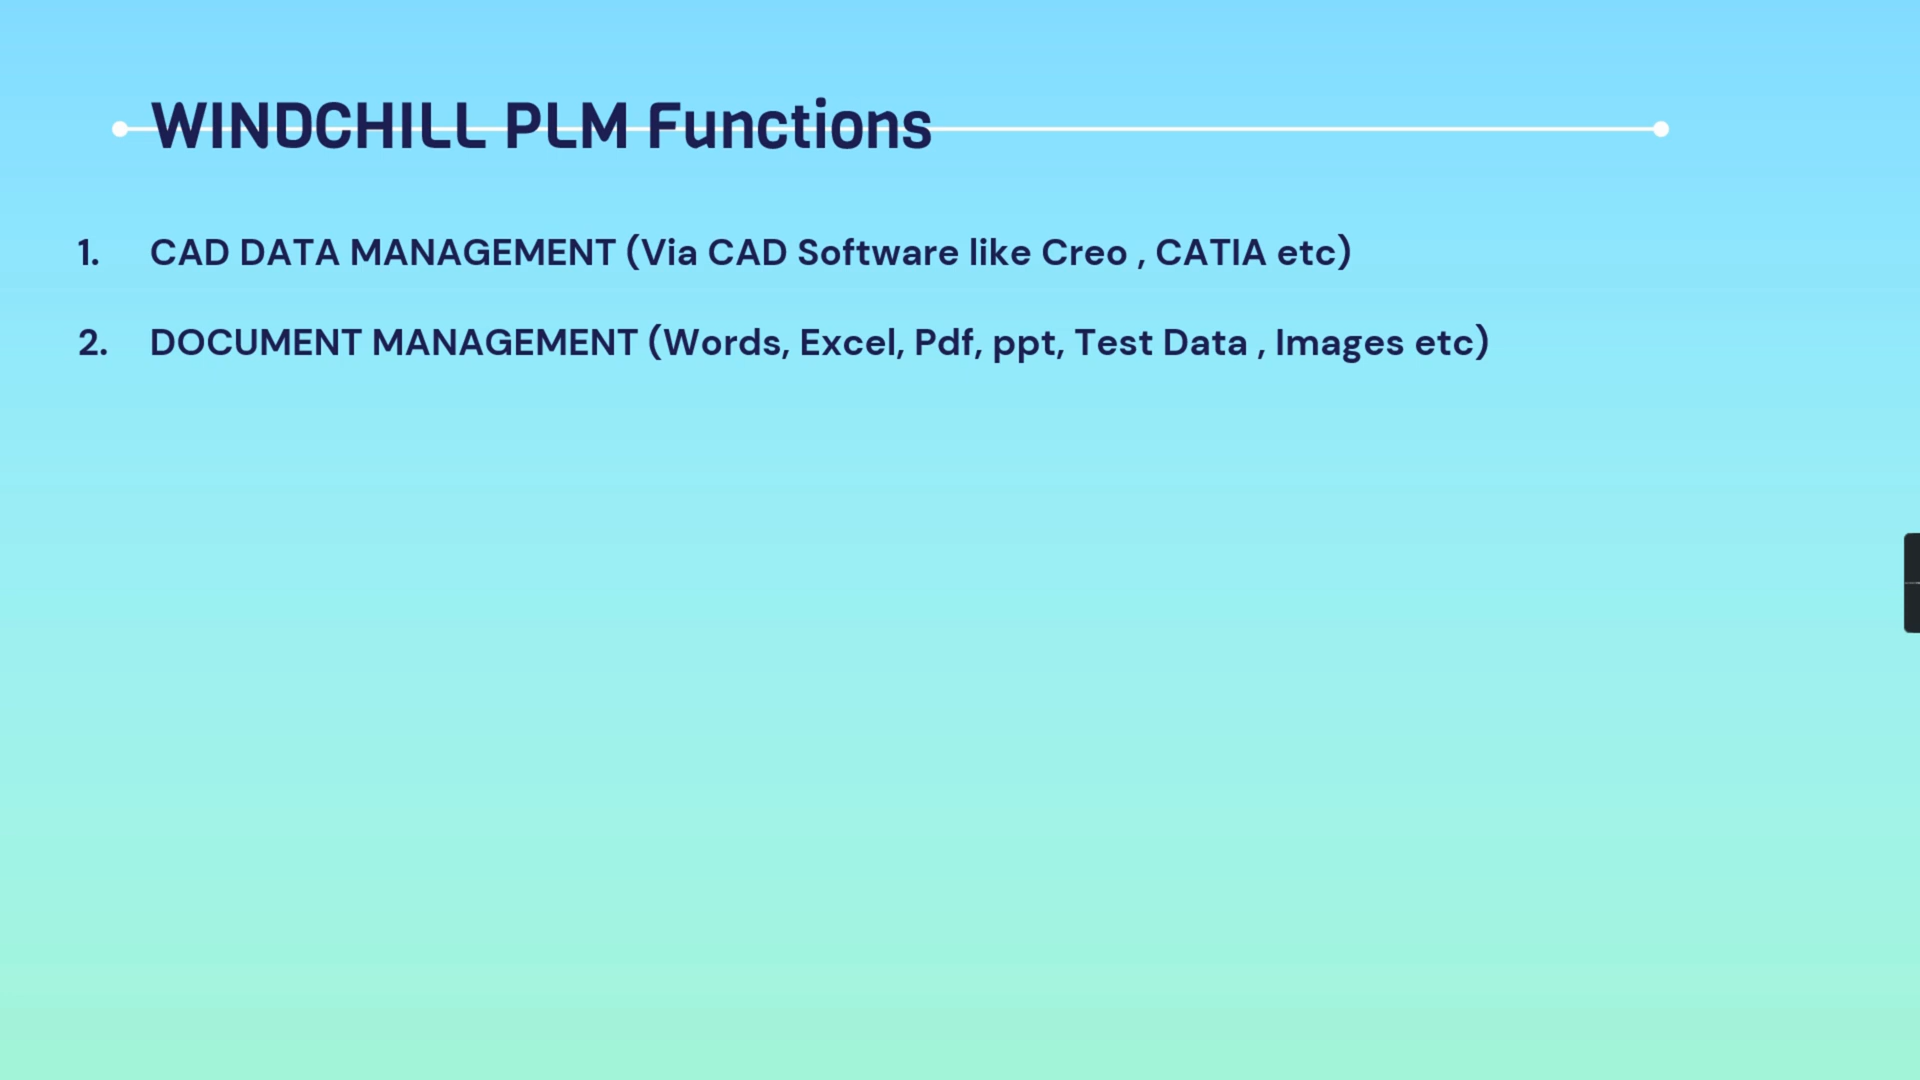 WINDCHILL PLM Functions
1. CAD DATA MANAGEMENT (Via CAD Software like Creo , CATIA etc)
2. DOCUMENT MANAGEMENT (Words, Excel, Pdf, ppt, Test Data , Images etc)